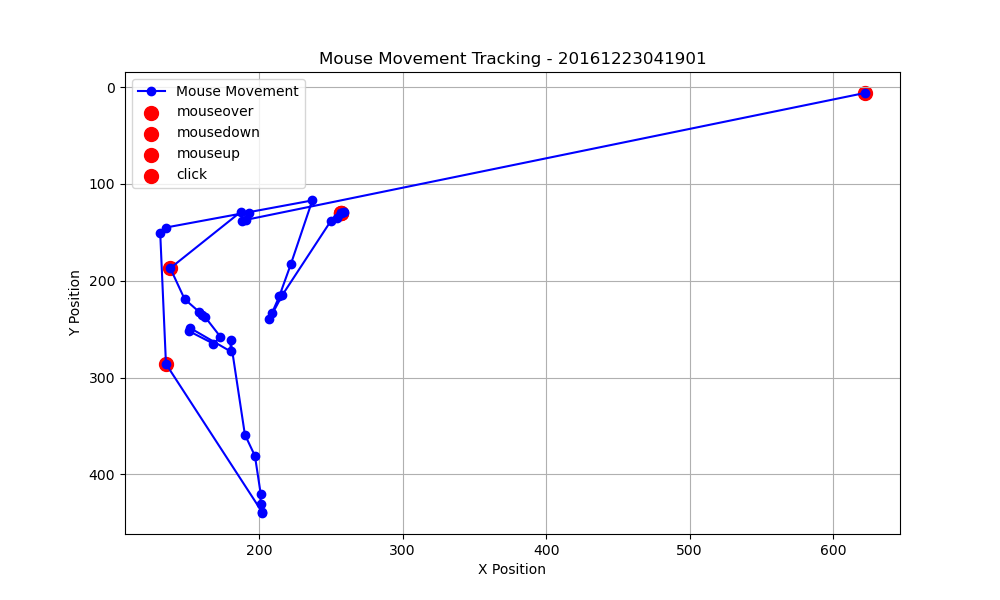 Mouse Movement Tracking - 20161223041901
Mouse Movement
mouseover
mousedown
mouseup
click
0
100
200
300
400
Y Position
200
300
400
500
600
X Position